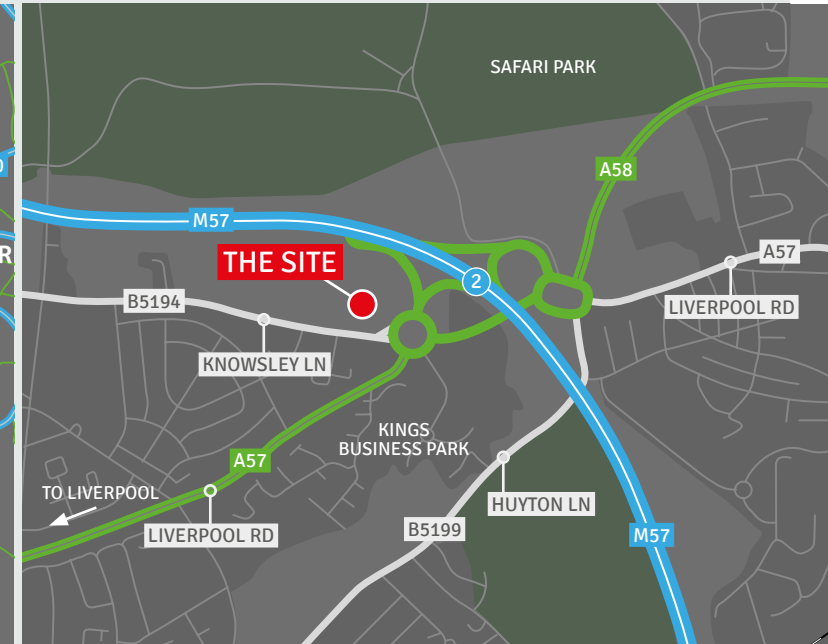 SAFARI PARK
A58
M57
A57
THE SITE
2
B5194
LIVERPOOL RD
KNOWSLEY LN
KINGS
BUSINESS PARK
A57
TO LIVERPOOL
HUYTON LN
LIVERPOOL RD
B5199
M57